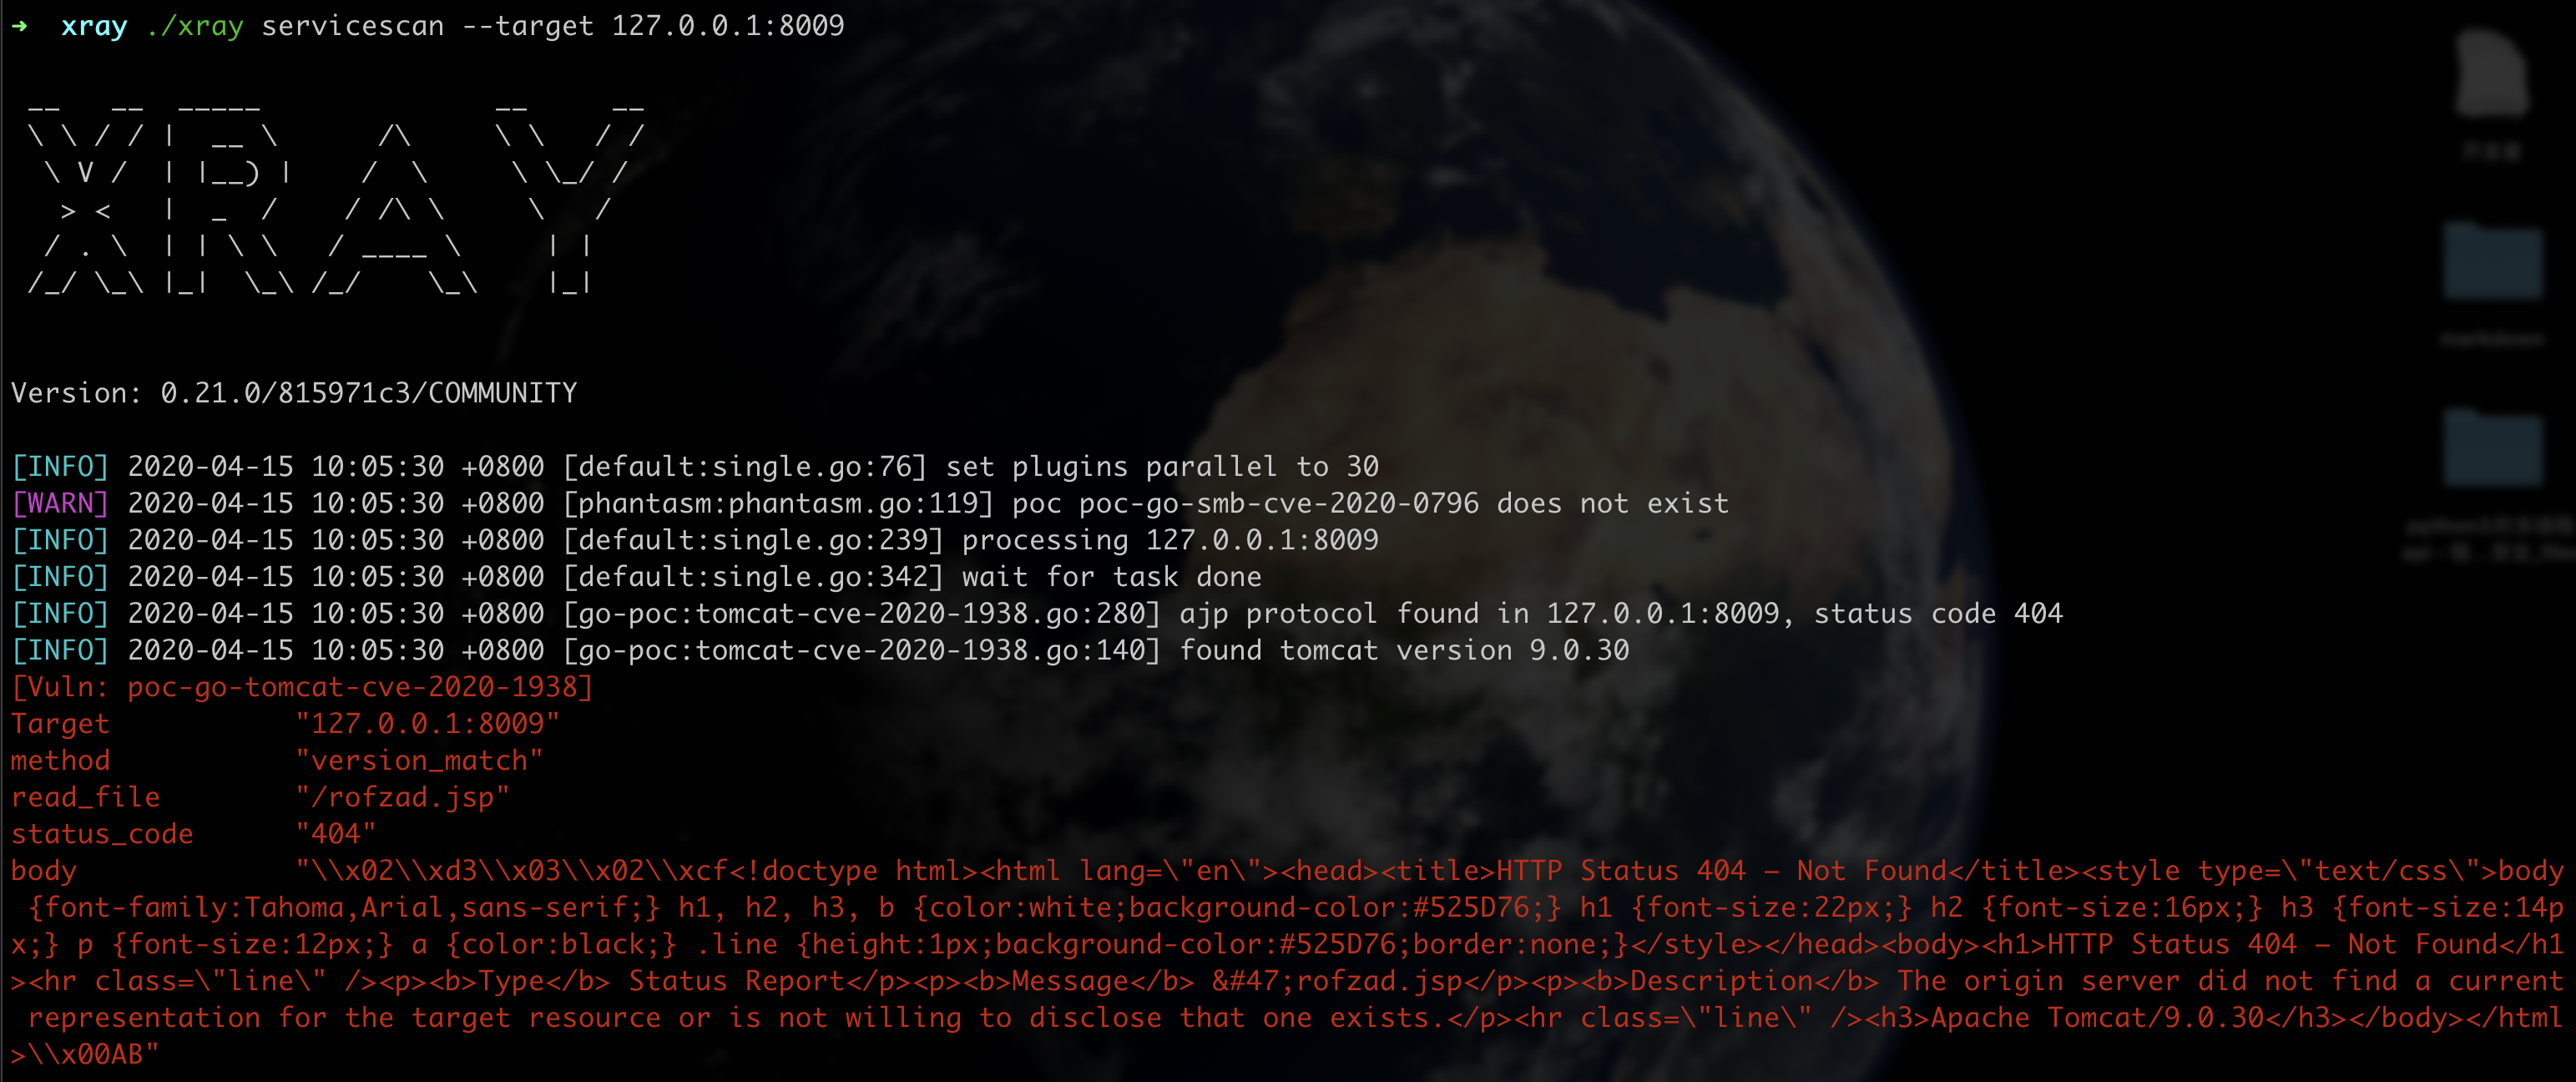 ➜  xray ./xray servicescan --target 127.0.0.1:8009
 __   __  _____              __     __
 \ \ / / |  __ \      /\     \ \   / /
  \ V /  | |__) |    /  \     \ \_/ /
   > <   |  _  /    / /\ \     \   /
  / . \  | | \ \   / ____ \     | |
 /_/ \_\ |_|  \_\ /_/    \_\    |_|
Version: 0.21.0/815971c3/COMMUNITY
[INFO] 2020-04-15 10:05:30 +0800 [default:single.go:76] set plugins parallel to 30
[WARN] 2020-04-15 10:05:30 +0800 [phantasm:phantasm.go:119] poc poc-go-smb-cve-2020-0796 does not exist
[INFO] 2020-04-15 10:05:30 +0800 [default:single.go:239] processing 127.0.0.1:8009
[INFO] 2020-04-15 10:05:30 +0800 [default:single.go:342] wait for task done
[INFO] 2020-04-15 10:05:30 +0800 [go-poc:tomcat-cve-2020-1938.go:280] ajp protocol found in 127.0.0.1:8009, status code 404
[INFO] 2020-04-15 10:05:30 +0800 [go-poc:tomcat-cve-2020-1938.go:140] found tomcat version 9.0.30
[Vuln: poc-go-tomcat-cve-2020-1938]
Target           "127.0.0.1:8009"
method           "version_match"
read_file        "/rofzad.jsp"
status_code      "404"
body             "\\x02\\xd3\\x03\\x02\\xcf<!doctype html><html lang=\"en\"><head><title>HTTP Status 404 – Not Found</title><style type=\"text/css\">body
 {font-family:Tahoma,Arial,sans-serif;} h1, h2, h3, b {color:white;background-color:#525D76;} h1 {font-size:22px;} h2 {font-size:16px;} h3 {font-size:14p
x;} p {font-size:12px;} a {color:black;} .line {height:1px;background-color:#525D76;border:none;}</style></head><body><h1>HTTP Status 404 – Not Found</h1
><hr class=\"line\" /><p><b>Type</b> Status Report</p><p><b>Message</b> &#47;rofzad.jsp</p><p><b>Description</b> The origin server did not find a current
 representation for the target resource or is not willing to disclose that one exists.</p><hr class=\"line\" /><h3>Apache Tomcat/9.0.30</h3></body></html
>\\x00AB"
markdown